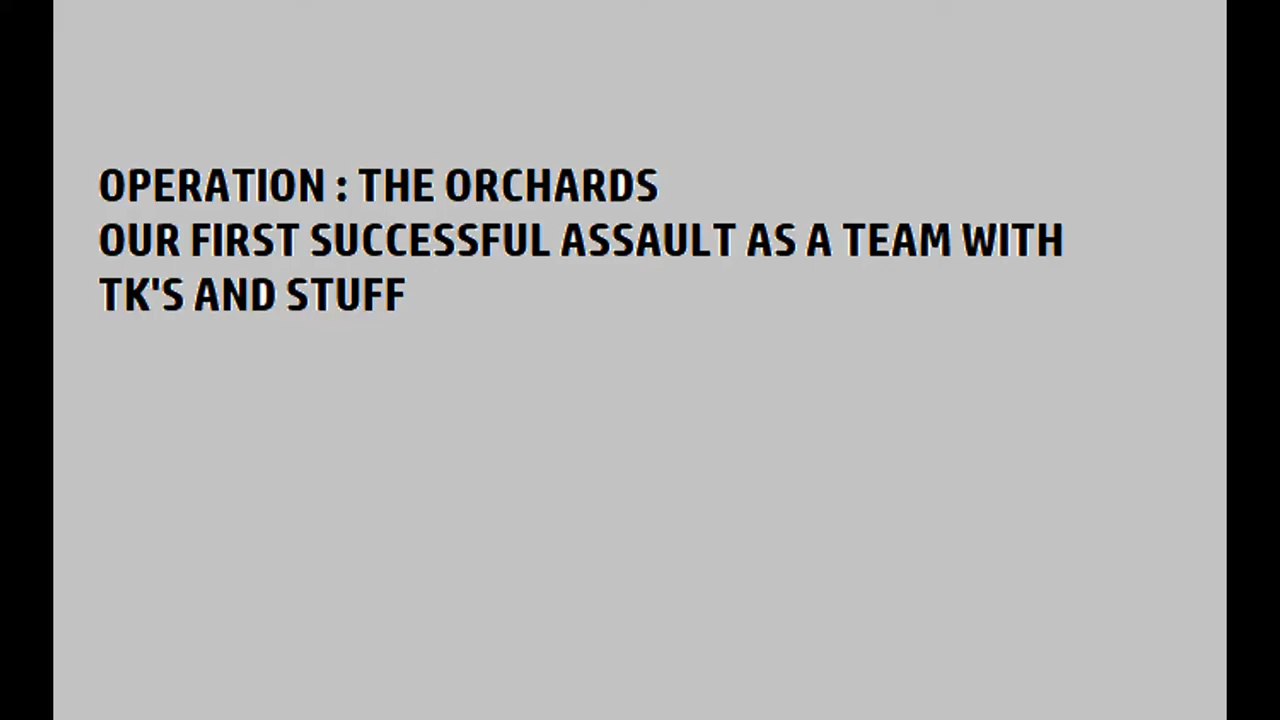 OPERATION : THE ORCHARDS
OUR FIRST SUCCESSFUL ASSAULT AS A TEAM WITH
TK'S AND STUFF